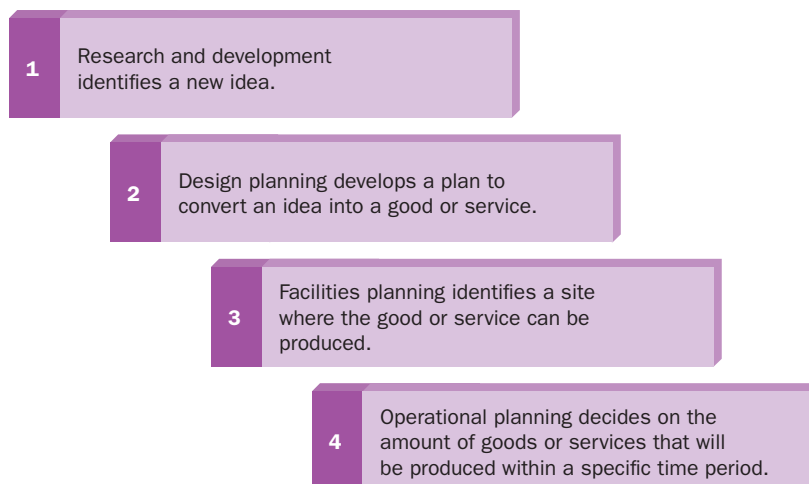 1
Research and development
identifies a new idea.
2
Design planning develops a plan to
convert an idea into a good or service.
3
Facilities planning identifies a site
where the good or service can be
produced.
4
Operational planning decides on the
amount of goods or services that will
be produced within a specific time period.